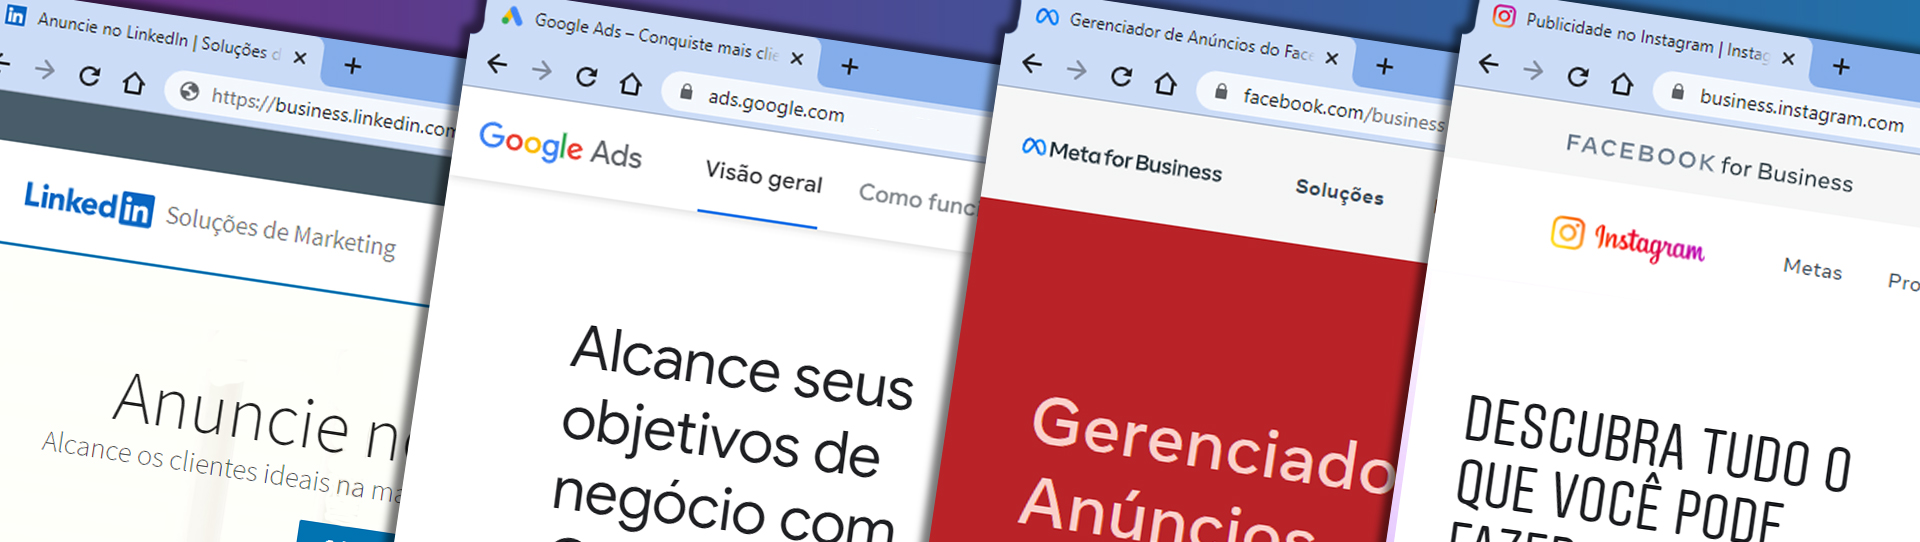 Anuncie no LinkedIn | Soluções d
https://business.linkedin.com
LinkedIn Soluções de Marketing
Anuncie n
Alcance os clientes ideais na ma
Google Ads – Conquiste mais clie
ads.google.com
Google Ads
Visão geral
Como funci
Alcance seus
objetivos de
negócio com
Gerenciador de Anúncios do Face
facebook.com/business
Meta for Business
Soluções
Gerenciado
Anúncios
Publicidade no Instagram | Instag
business.instagram.com
FACEBOOK for Business
Instagram
Metas
Pro
DESCUBRA TUDO O
QUE VOCÊ PODE
FAZER